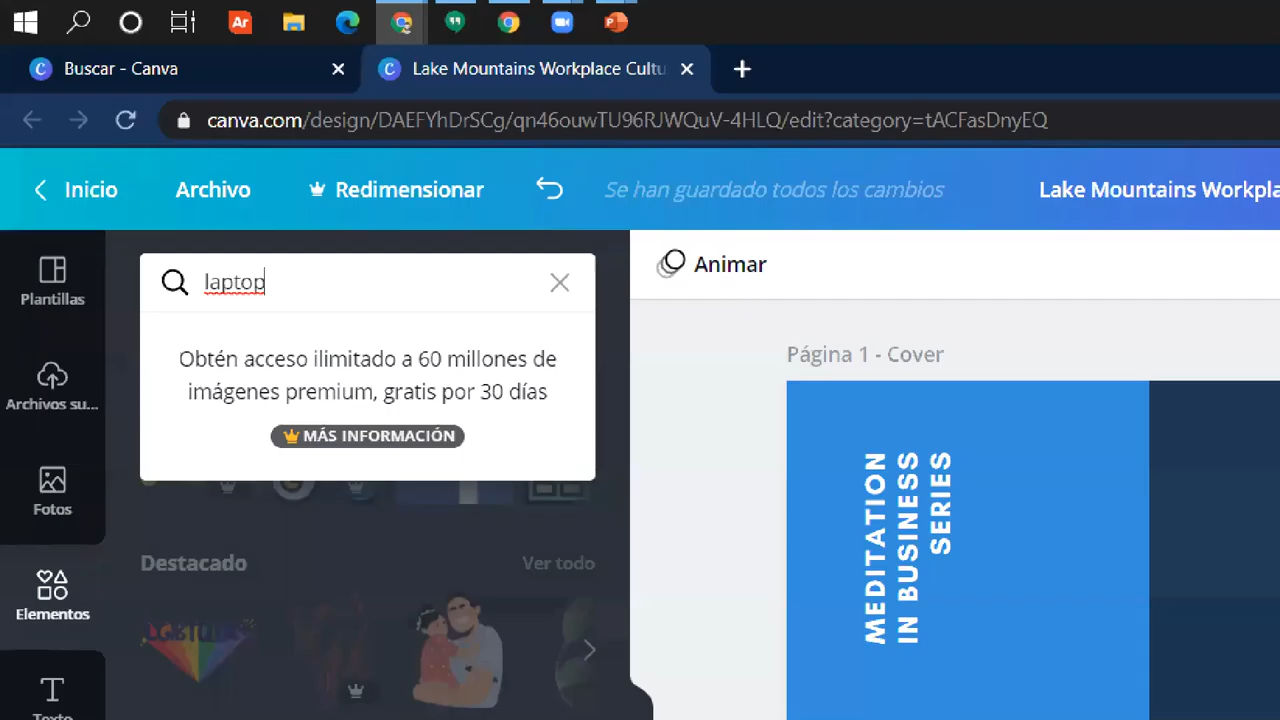 Ar
Buscar - Canva
Lake Mountains Workplace Cultu
canva.com/design/DAEFYhDrSCg/qn46ouwTU96RJWQuV-4HLQ/edit?category=tACFasDnyEQ
Inicio
Archivo
Redimensionar
Se han guardado todos los cambios
Lake Mountains Workpla
Plantillas
Archivos su...
Fotos
Elementos
Texto
laptop
Obtén acceso ilimitado a 60 millones de
imágenes premium, gratis por 30 días
MÁS INFORMACIÓN
Destacado
Ver todo
Animar
Página 1 - Cover
MEDITATION
IN BUSINESS
SERIES